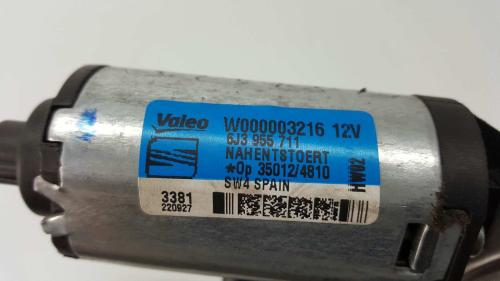 Valeo W000003216 12V
6J3 955 711
NAHENTSTOERT
*0p 35012/4810
SW4 SPAIN
HW02
3381
220927